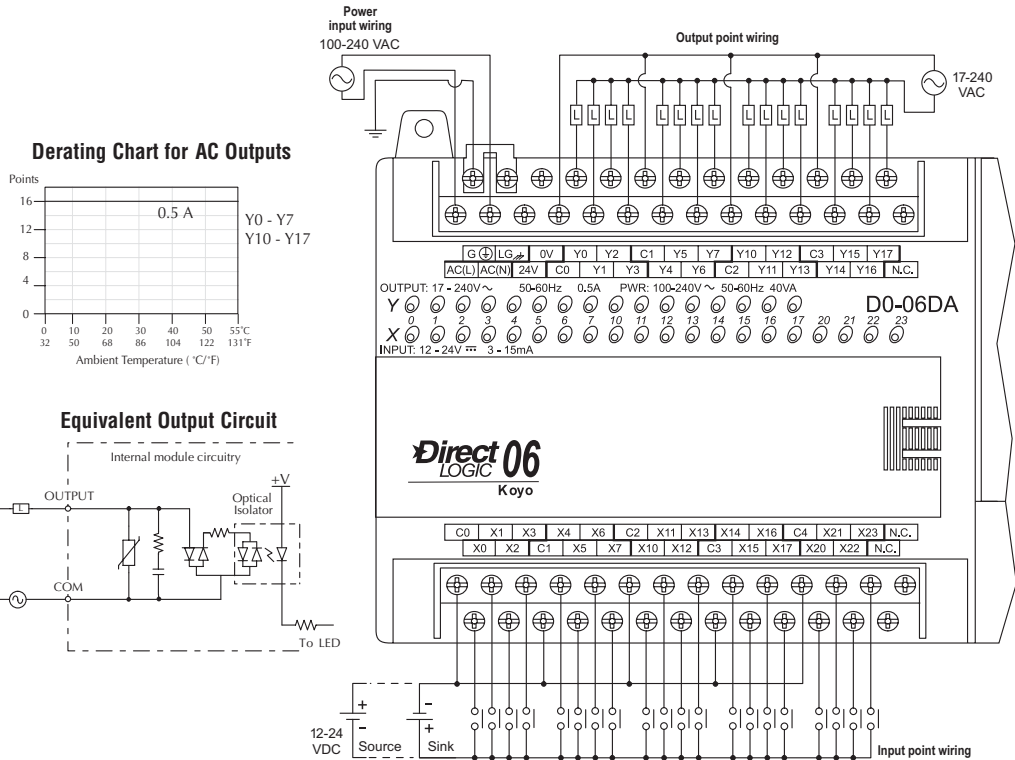 Power
input wiring
100-240 VAC
Output point wiring
17-240
VAC
Derating Chart for AC Outputs
Points
16
12
8
4
0
0.5 A
Y0 - Y7
Y10 - Y17
0 10 20 30 40 50 55˚C
32 50 68 86 104 122 131˚F
Ambient Temperature ( ˚C/˚F)
L L L L L L L L L L L L L L L L
G LG 0V Y0 Y2 C1 Y5 Y7 Y10 Y12 C3 Y15 Y17
AC(L) AC(N) 24V C0 Y1 Y3 Y4 Y6 C2 Y11 Y13 Y14 Y16 N.C.
OUTPUT: 17 - 240V ∼ 50-60Hz 0.5A PWR: 100-240V ∼ 50-60Hz 40VA
Y
D0-06DA
0 1 2 3 4 5 6 7 10 11 12 13 14 15 16 17 20 21 22 23
X
INPUT: 12 - 24V ⎓ 3 - 15mA
Direct
LOGIC
06
Koyo
Equivalent Output Circuit
Internal module circuitry
+V
OUTPUT
Optical
Isolator
L
COM
To LED
C0 X1 X3 X4 X6 C2 X11 X13 X14 X16 C4 X21 X23 N.C.
X0 X2 C1 X5 X7 X10 X12 C3 X15 X17 X20 X22 N.C.
+ -
- +
12-24
VDC
Source
Sink
Input point wiring